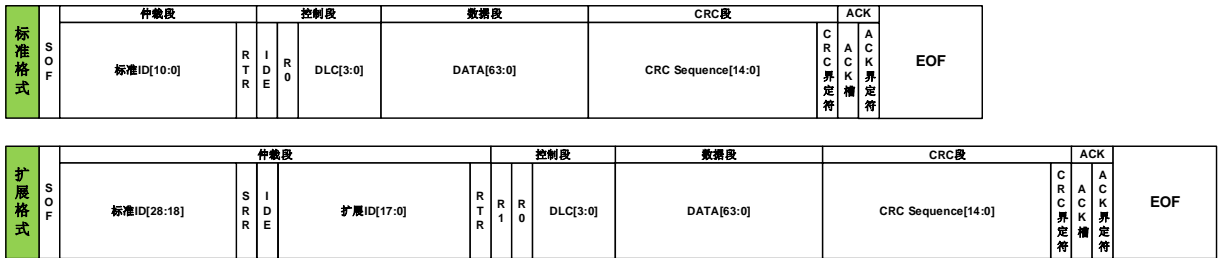 标准格式
SOF
仲裁段
控制段
数据段
CRC段
ACK
标准ID[10:0]
RTR
IDE
R0
DLC[3:0]
DATA[63:0]
CRC Sequence[14:0]
CRC界定符
ACK槽
ACK界定符
EOF
扩展格式
SOF
仲裁段
控制段
数据段
CRC段
ACK
标准ID[28:18]
SRR
IDE
扩展ID[17:0]
RTR
R1
R0
DLC[3:0]
DATA[63:0]
CRC Sequence[14:0]
CRC界定符
ACK槽
ACK界定符
EOF